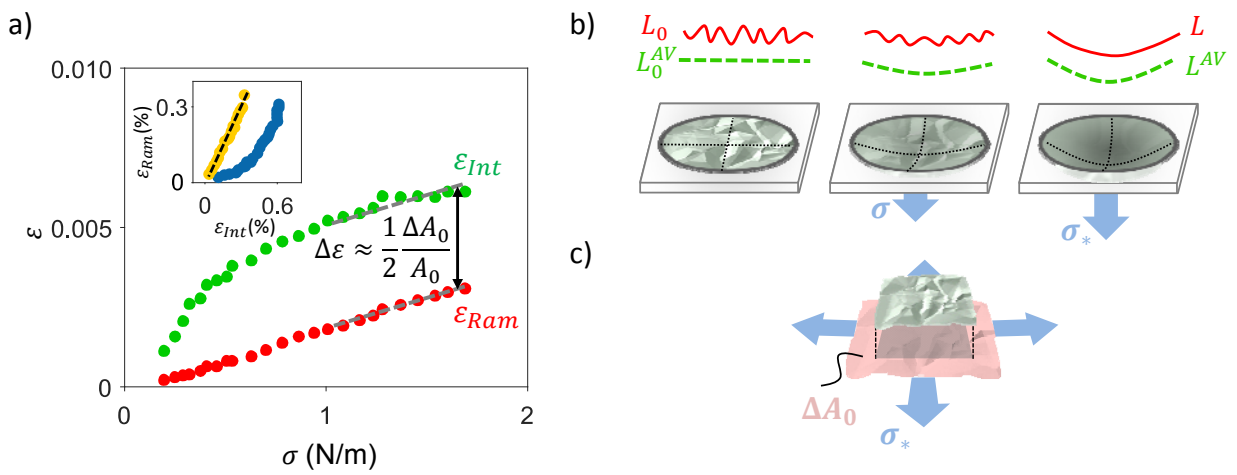 a)
0.010
0.005
0
ε
0
1
2
σ (N/m)
0.3
0
ε_Ram(%)
0
0.6
ε_Int(%)
ε_Int
Δε ≈ 1/2 ΔA_0/A_0
ε_Ram
b)
L_0
L
L_0^AV
L^AV
σ
σ_*
c)
ΔA_0
σ_*